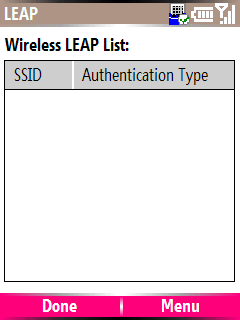 LEAP
Wireless LEAP List:
SSID Authentication Type
Done Menu